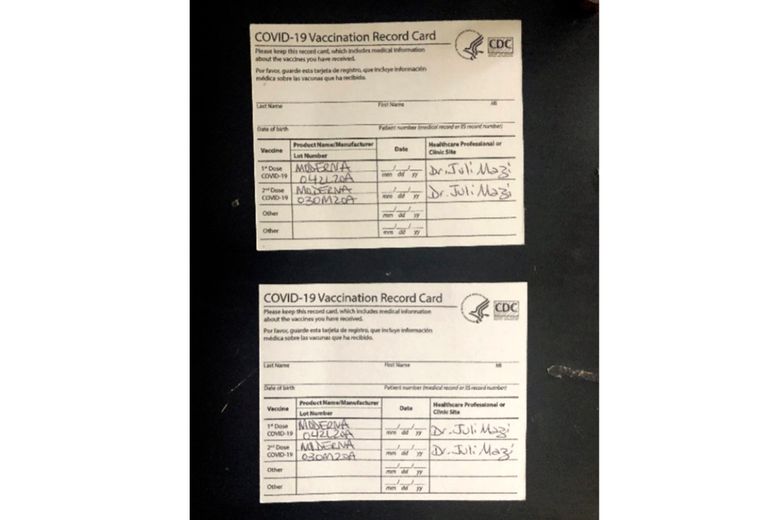 COVID-19 Vaccination Record Card
CDC
Please keep this record card, which includes medical information
about the vaccines you have received.
Por favor, guarde esta tarjeta de registro, que incluye información
médica sobre las vacunas que ha recibido.
Last Name First Name MI
Date of birth Patient number (medical record or IIS record number)
Vaccine Product Name/Manufacturer Date Healthcare Professional or
Lot Number Clinic Site
1st Dose MODERNA
COVID-19 042L20A mm dd yy Dr. Juli Mazi
2nd Dose MODERNA
COVID-19 030M20A mm dd yy Dr. Juli Mazi
Other mm dd yy
Other mm dd yy
COVID-19 Vaccination Record Card
CDC
Please keep this record card, which includes medical information
about the vaccines you have received.
Por favor, guarde esta tarjeta de registro, que incluye información
médica sobre las vacunas que ha recibido.
Last Name First Name MI
Date of birth Patient number (medical record or IIS record number)
Vaccine Product Name/Manufacturer Date Healthcare Professional or
Lot Number Clinic Site
1st Dose MODERNA
COVID-19 042L20A mm dd yy Dr. Juli Mazi
2nd Dose MODERNA
COVID-19 030M20A mm dd yy Dr. Juli Mazi
Other mm dd yy
Other mm dd yy